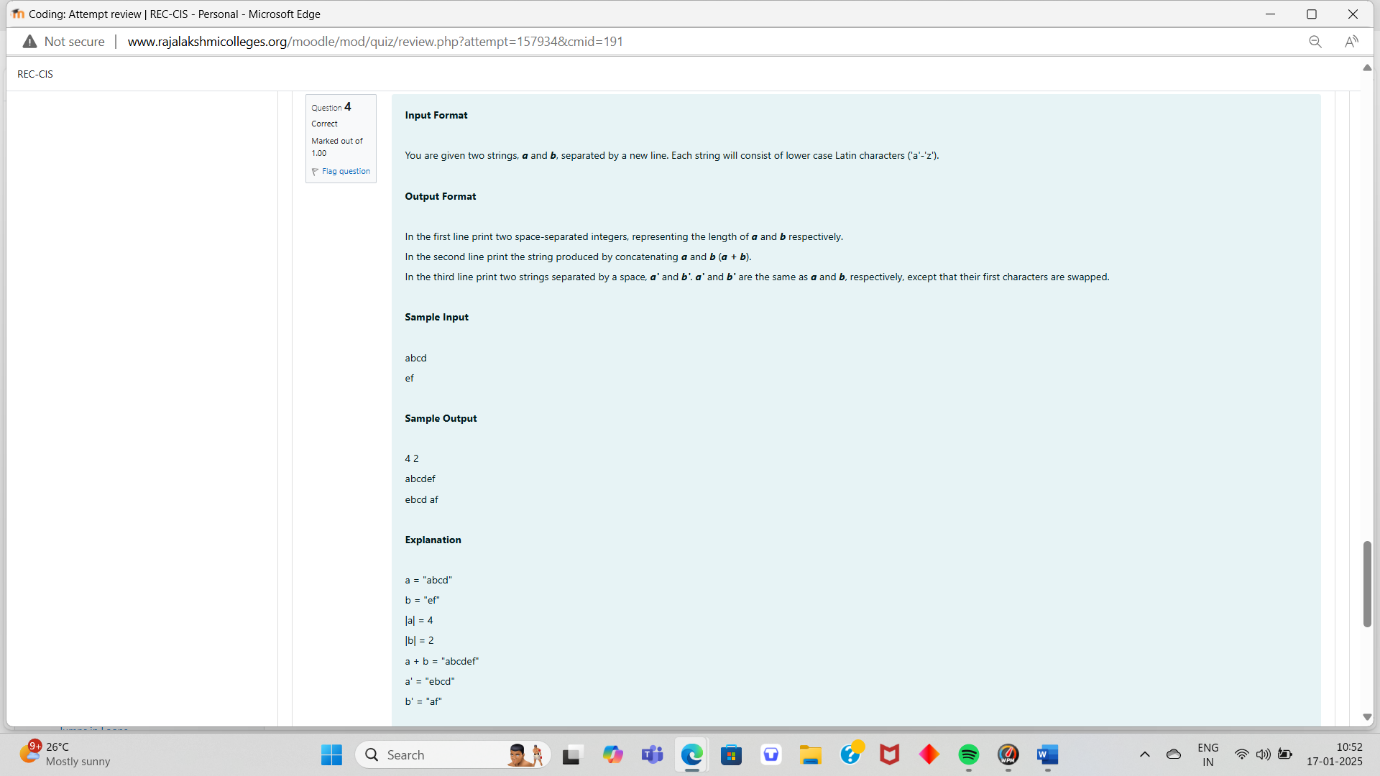 Coding: Attempt review | REC-CIS - Personal - Microsoft Edge
Not secure | www.rajalakshmicolleges.org/moodle/mod/quiz/review.php?attempt=157934&cmid=191
REC-CIS
Question 4
Correct
Marked out of
1.00
Flag question
Input Format
You are given two strings, a and b, separated by a new line. Each string will consist of lower case Latin characters ('a'-'z').
Output Format
In the first line print two space-separated integers, representing the length of a and b respectively.
In the second line print the string produced by concatenating a and b (a + b).
In the third line print two strings separated by a space, a' and b'. a' and b' are the same as a and b, respectively, except that their first characters are swapped.
Sample Input
abcd
ef
Sample Output
4 2
abcdef
ebcd af
Explanation
a = "abcd"
b = "ef"
|a| = 4
|b| = 2
a + b = "abcdef"
a' = "ebcd"
b' = "af"
9+
26°C
Mostly sunny
Search
ENG
IN
10:52
17-01-2025